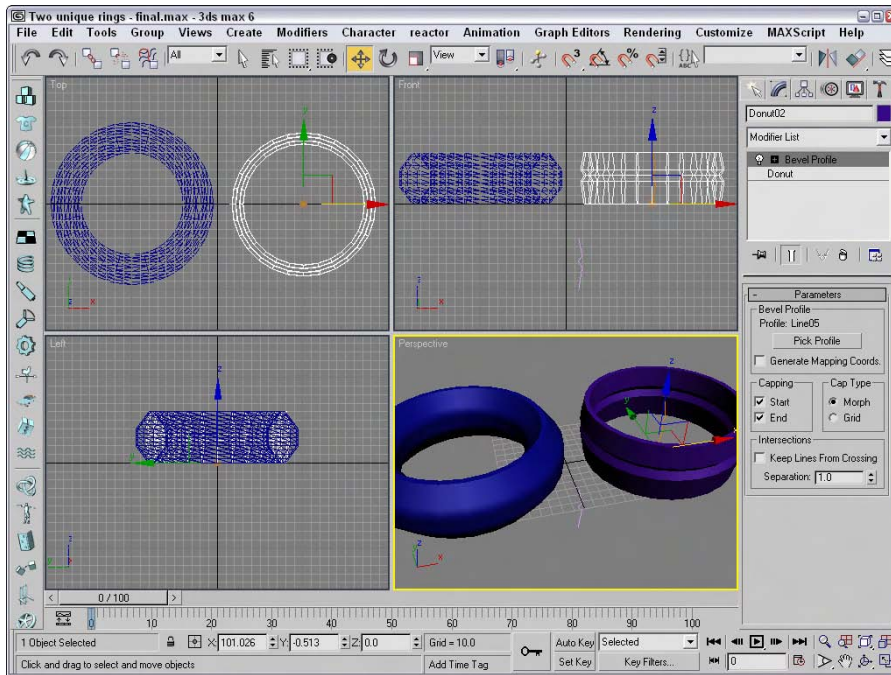 Two unique rings - final.max - 3ds max 6
File Edit Tools Group Views Create Modifiers Character reactor Animation Graph Editors Rendering Customize MAXScript Help
All
View
3
%
ABC
Top
y
x
z
x
Front
z
x
z
x
Left
z
y
z
y
Perspective
z
y
x
z
x
Donut02
Modifier List
Bevel Profile
Donut
Parameters
Bevel Profile
Profile: Line05
Pick Profile
Generate Mapping Coords.
Capping
Start
End
Cap Type
Morph
Grid
Intersections
Keep Lines From Crossing
Separation: 1.0
< 0 / 100 >
0 10 20 30 40 50 60 70 80 90 100
1 Object Selected X: 101.026 Y: -0.513 Z: 0.0 Grid = 10.0
Auto Key Selected
Click and drag to select and move objects Add Time Tag
Set Key Key Filters... 0